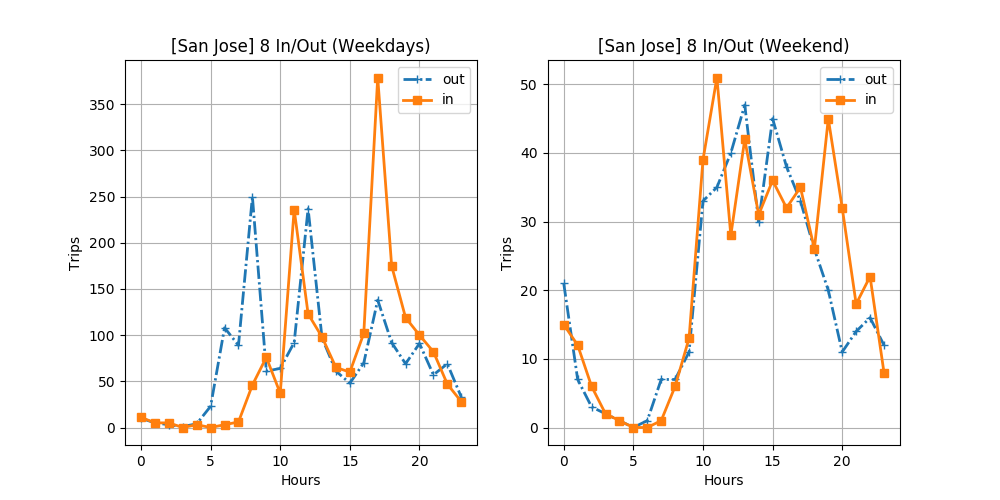 [San Jose] 8 In/Out (Weekdays)
350
300
250
200
150
100
50
0
Trips
0 5 10 15 20
Hours
out
in
[San Jose] 8 In/Out (Weekend)
50
40
30
20
10
0
Trips
0 5 10 15 20
Hours
out
in